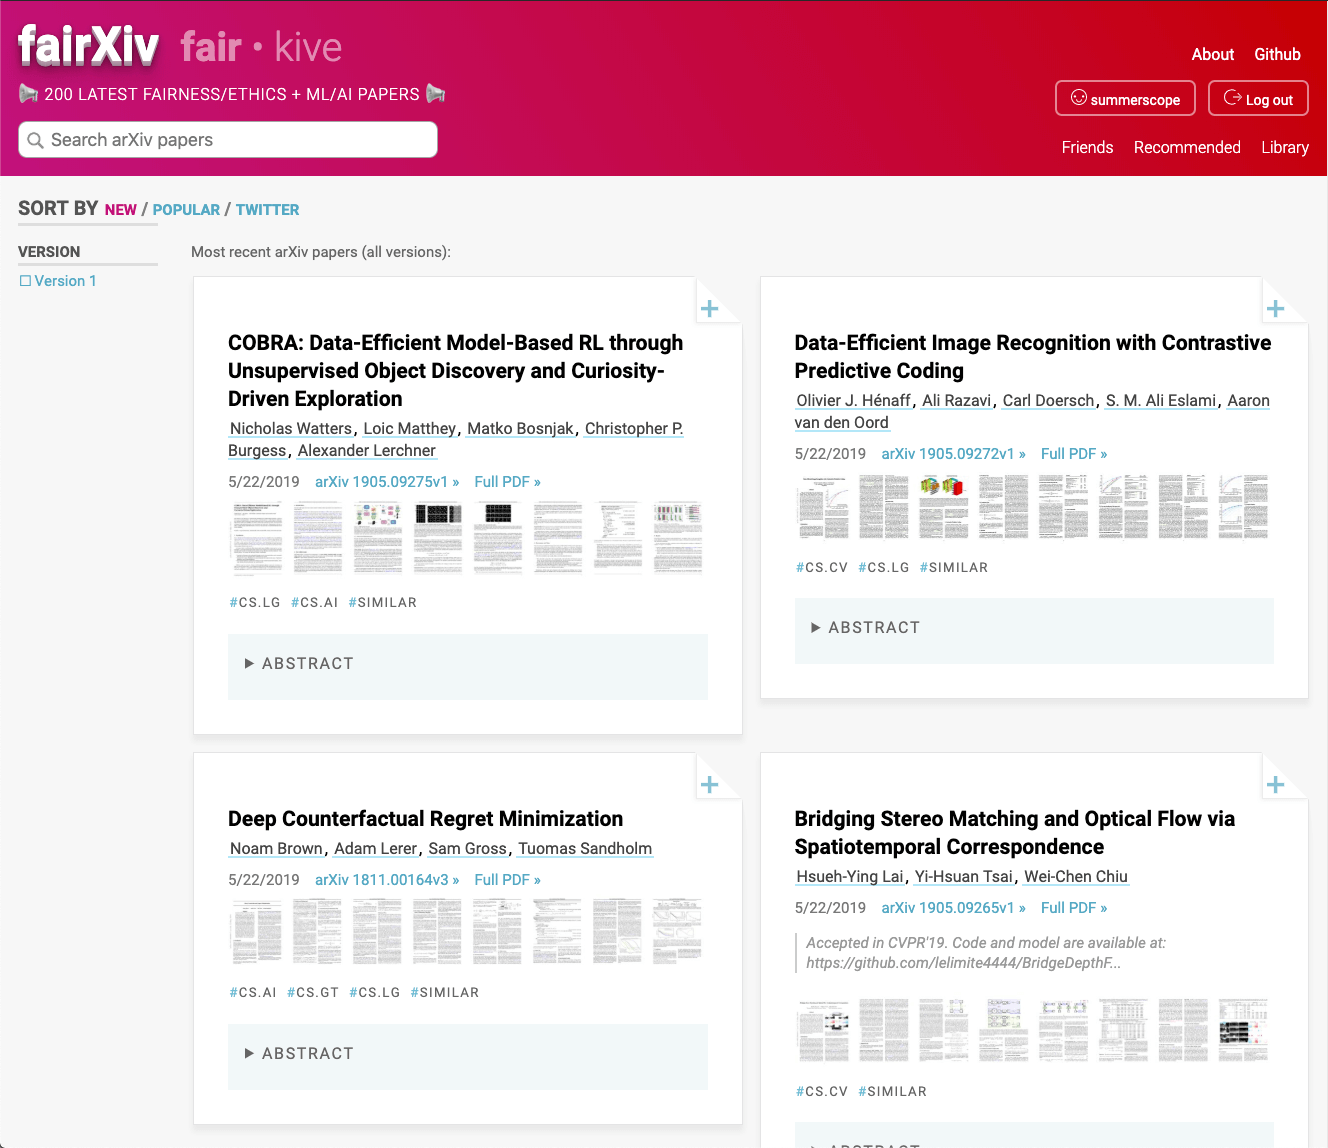 fairXiv fair • kive
About Github
200 LATEST FAIRNESS/ETHICS + ML/AI PAPERS
summerscope Log out
Search arXiv papers
Friends Recommended Library
SORT BY NEW / POPULAR / TWITTER
VERSION
Version 1
Most recent arXiv papers (all versions):
+
COBRA: Data-Efficient Model-Based RL through
Unsupervised Object Discovery and Curiosity-
Driven Exploration
Nicholas Watters, Loic Matthey, Matko Bosnjak, Christopher P.
Burgess, Alexander Lerchner
5/22/2019 arXiv 1905.09275v1 » Full PDF »
#CS.LG #CS.AI #SIMILAR
▶ ABSTRACT
+
Data-Efficient Image Recognition with Contrastive
Predictive Coding
Olivier J. Hénaff, Ali Razavi, Carl Doersch, S. M. Ali Eslami, Aaron
van den Oord
5/22/2019 arXiv 1905.09272v1 » Full PDF »
#CS.CV #CS.LG #SIMILAR
▶ ABSTRACT
+
Deep Counterfactual Regret Minimization
Noam Brown, Adam Lerer, Sam Gross, Tuomas Sandholm
5/22/2019 arXiv 1811.00164v3 » Full PDF »
#CS.AI #CS.GT #CS.LG #SIMILAR
▶ ABSTRACT
+
Bridging Stereo Matching and Optical Flow via
Spatiotemporal Correspondence
Hsueh-Ying Lai, Yi-Hsuan Tsai, Wei-Chen Chiu
5/22/2019 arXiv 1905.09265v1 » Full PDF »
Accepted in CVPR'19. Code and model are available at:
https://github.com/lelimite4444/BridgeDepthF...
#CS.CV #SIMILAR
▶ ABSTRACT